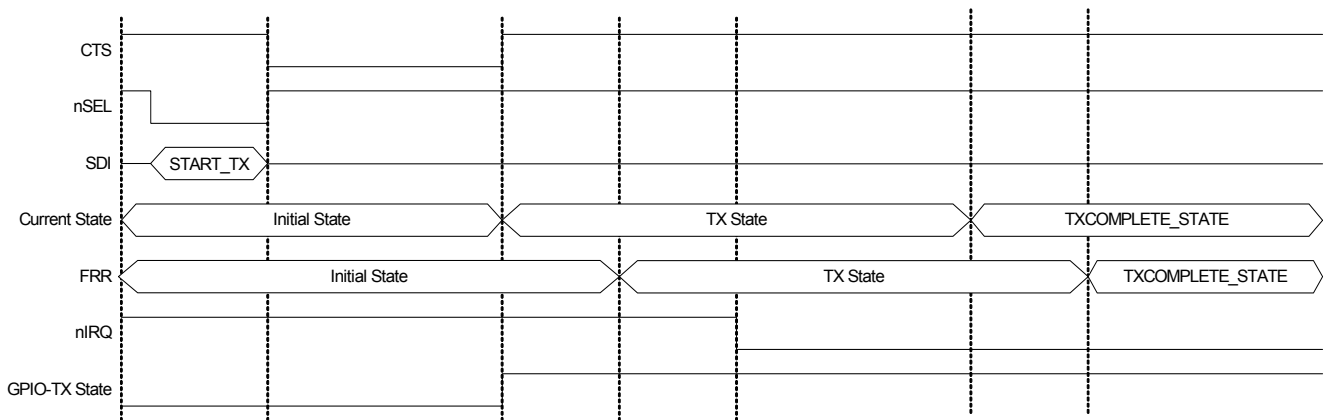 CTS
nSEL
SDI START_TX
Current State Initial State TX State TXCOMPLETE_STATE
FRR Initial State TX State TXCOMPLETE_STATE
nIRQ
GPIO-TX State